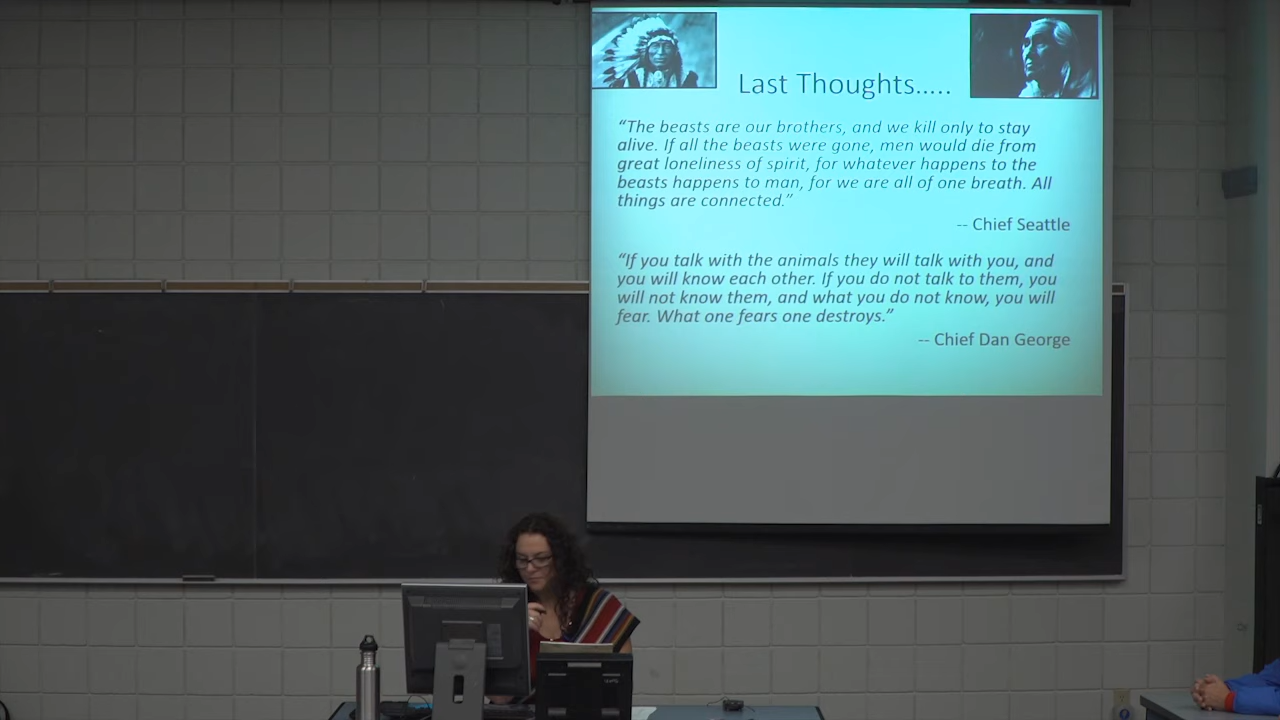 Last Thoughts.....
“The beasts are our brothers, and we kill only to stay
alive. If all the beasts were gone, men would die from
great loneliness of spirit, for whatever happens to the
beasts happens to man, for we are all of one breath. All
things are connected.”
-- Chief Seattle
“If you talk with the animals they will talk with you, and
you will know each other. If you do not talk to them, you
will not know them, and what you do not know, you will
fear. What one fears one destroys.”
-- Chief Dan George